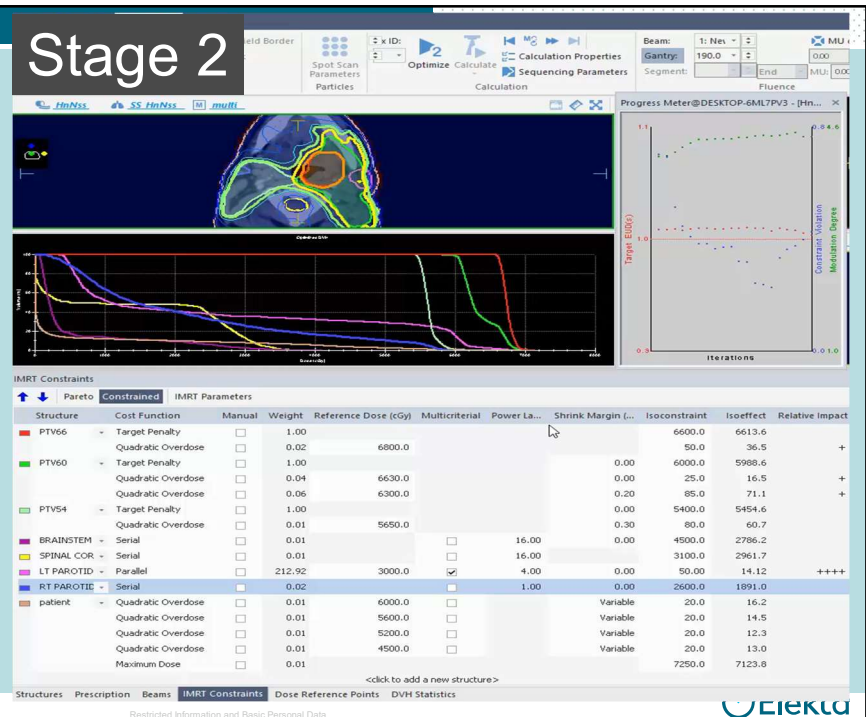 Stage 2
eld Border
x ID:
Spot Scan
Parameters
Particles
Optimize
Calculate
Calculation Properties
Sequencing Parameters
Calculation
Beam: 1: Nev
Gantry: 190.0
Segment: End
MU: 0.00
Fluence
HnNss SS HnNss M multi
Progress Meter@DESKTOP-6ML7PV3 - [Hn...
1.1
1.0
Target EUD(s)
Constraint Violation
Modulation Degree
Iterations
IMRT Constraints
Pareto Constrained IMRT Parameters
Structure Cost Function Manual Weight Reference Dose (cGy) Multicriterial Power La... Shrink Margin (... Isoconstraint Isoeffect Relative Impact
PTV66 Target Penalty 1.00 6600.0 6613.6
Quadratic Overdose 0.02 6800.0 50.0 36.5 +
PTV60 Target Penalty 1.00 0.00 6000.0 5988.6
Quadratic Overdose 0.04 6630.0 0.00 25.0 16.5 +
Quadratic Overdose 0.06 6300.0 0.20 85.0 71.1 +
PTV54 Target Penalty 1.00 0.00 5400.0 5454.6
Quadratic Overdose 0.01 5650.0 0.30 80.0 60.7
BRAINSTEM Serial 0.01 16.00 0.00 4500.0 2786.2
SPINAL COR Serial 0.01 16.00 3100.0 2961.7
LT PAROTID Parallel 212.92 3000.0 4.00 0.00 50.00 14.12 ++++
RT PAROTID Serial 0.02 1.00 0.00 2600.0 1891.0
patient Quadratic Overdose 0.01 6000.0 Variable 20.0 16.2
Quadratic Overdose 0.01 5600.0 Variable 20.0 14.5
Quadratic Overdose 0.01 5200.0 Variable 20.0 12.3
Quadratic Overdose 0.01 4500.0 Variable 20.0 13.0
Maximum Dose 0.01 7250.0 7123.8
<click to add a new structure>
Structures Prescription Beams IMRT Constraints Dose Reference Points DVH Statistics
Restricted Information and Basic Personal Data
Elekta